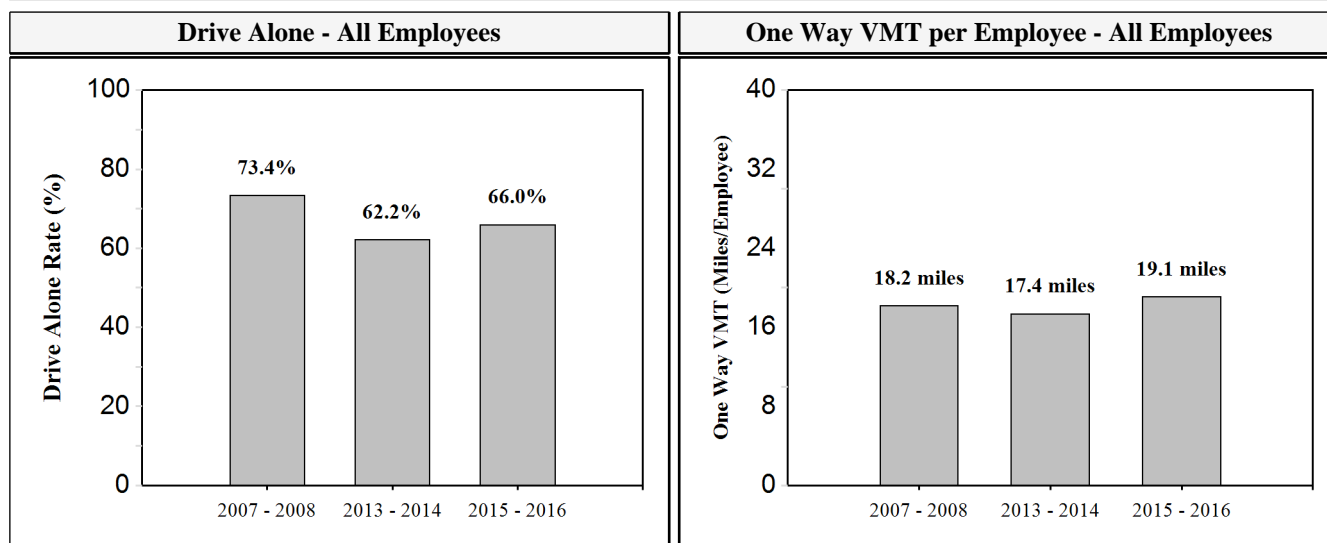 Drive Alone - All Employees
Drive Alone Rate (%)
100
80
60
40
20
0
73.4%
62.2%
66.0%
2007 - 2008
2013 - 2014
2015 - 2016
One Way VMT per Employee - All Employees
One Way VMT (Miles/Employee)
40
32
24
16
8
0
18.2 miles
17.4 miles
19.1 miles
2007 - 2008
2013 - 2014
2015 - 2016